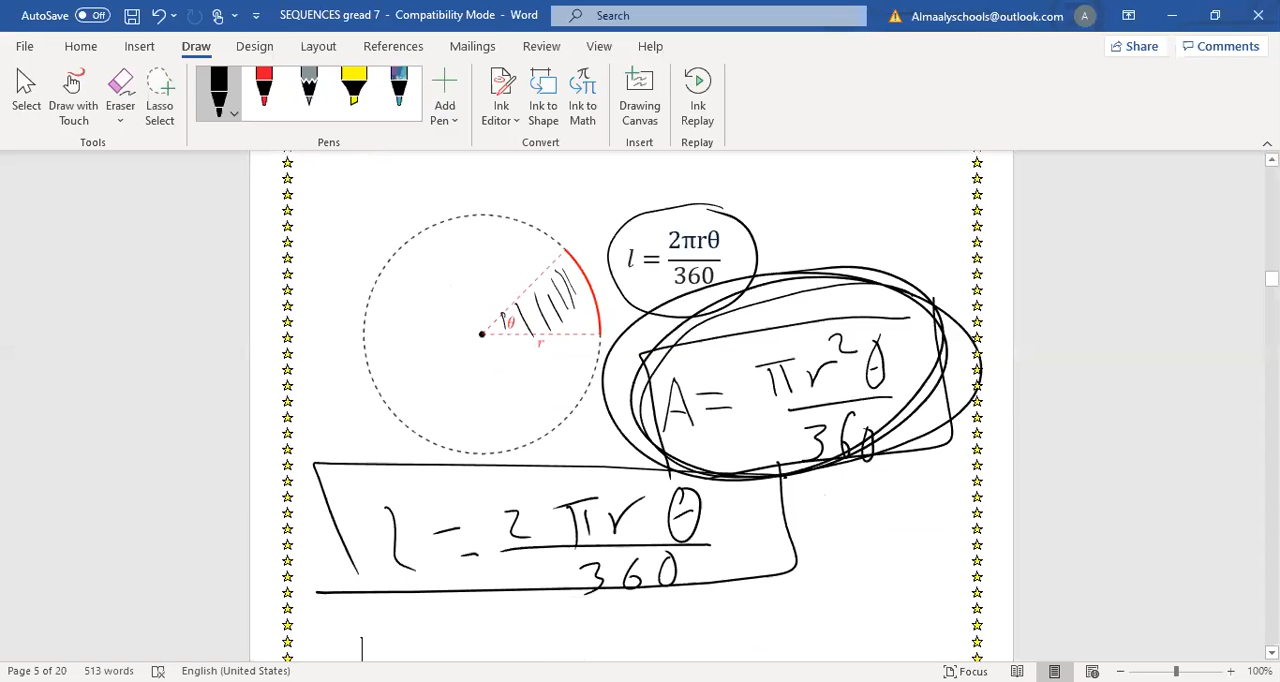 AutoSave Off SEQUENCES gread 7 - Compatibility Mode - Word Search Almaalyschools@outlook.com A
File Home Insert Draw Design Layout References Mailings Review View Help Share Comments
Select Draw with Touch Eraser Lasso Select Add Pen Ink Editor Ink to Shape Ink to Math Drawing Canvas Ink Replay
Tools Pens Convert Insert Replay
l = 2πrθ/360
θ
r
A = πr²θ/360
l = 2πrθ/360
Page 5 of 20 513 words English (United States) Focus 100%